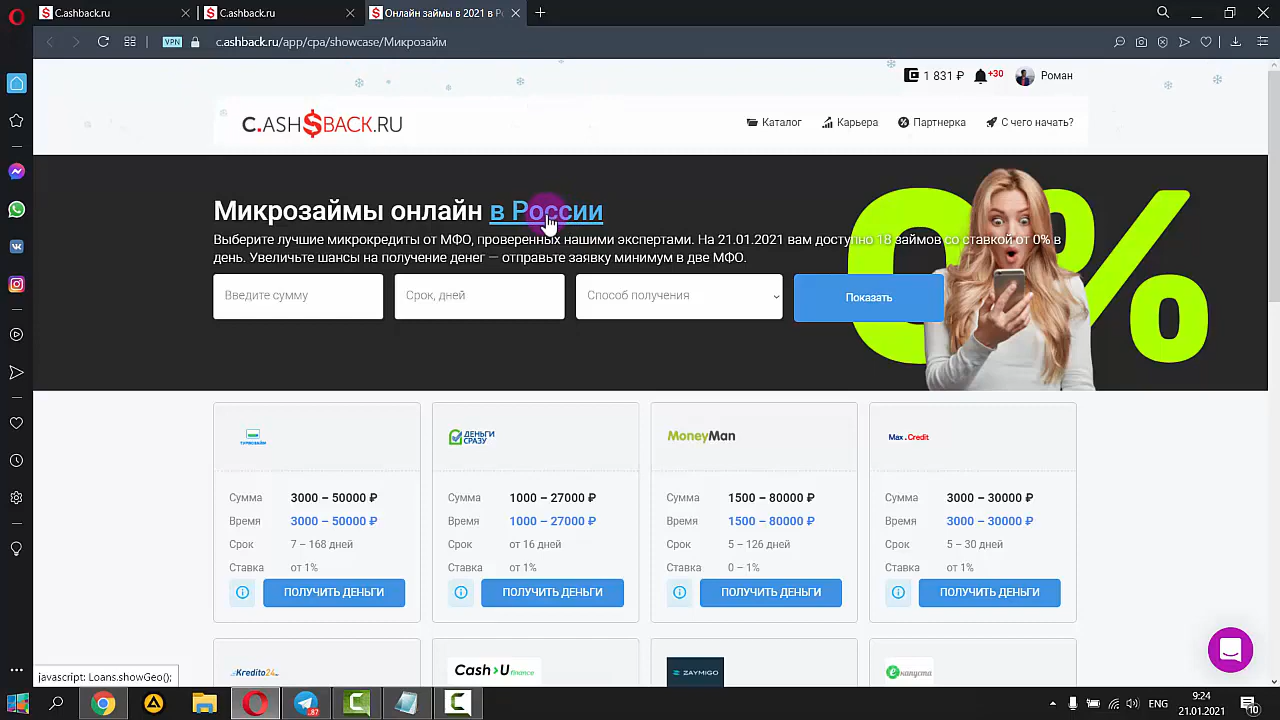 C.ashback.ru
C.ashback.ru
Онлайн займы в 2021 в Р
VPN
c.ashback.ru/app/cpa/showcase/Микрозайм
1 831 ₽
+30
Роман
C.ASH$BACK.RU
Каталог
Карьера
Партнерка
С чего начать?
0%
Микрозаймы онлайн в России
Выберите лучшие микрокредиты от МФО, проверенных нашими экспертами. На 21.01.2021 вам доступно 18 займов со ставкой от 0% в
день. Увеличьте шансы на получение денег — отправьте заявку минимум в две МФО.
Введите сумму
Срок, дней
Способ получения
Показать
ТУРБОЗАЙМ
ДЕНЬГИ СРАЗУ
MoneyMan
Max.Credit
Сумма 3000 – 50000 ₽
Время 3000 – 50000 ₽
Срок 7 – 168 дней
Ставка от 1%
ПОЛУЧИТЬ ДЕНЬГИ
Сумма 1000 – 27000 ₽
Время 1000 – 27000 ₽
Срок от 16 дней
Ставка от 1%
ПОЛУЧИТЬ ДЕНЬГИ
Сумма 1500 – 80000 ₽
Время 1500 – 80000 ₽
Срок 5 – 126 дней
Ставка 0 – 1%
ПОЛУЧИТЬ ДЕНЬГИ
Сумма 3000 – 30000 ₽
Время 3000 – 30000 ₽
Срок 5 – 30 дней
Ставка от 1%
ПОЛУЧИТЬ ДЕНЬГИ
Kredito24
Cash›U finance
ZAYMIGO
екапуста
javascript: Loans.showGeo();
87
9:24
21.01.2021
10